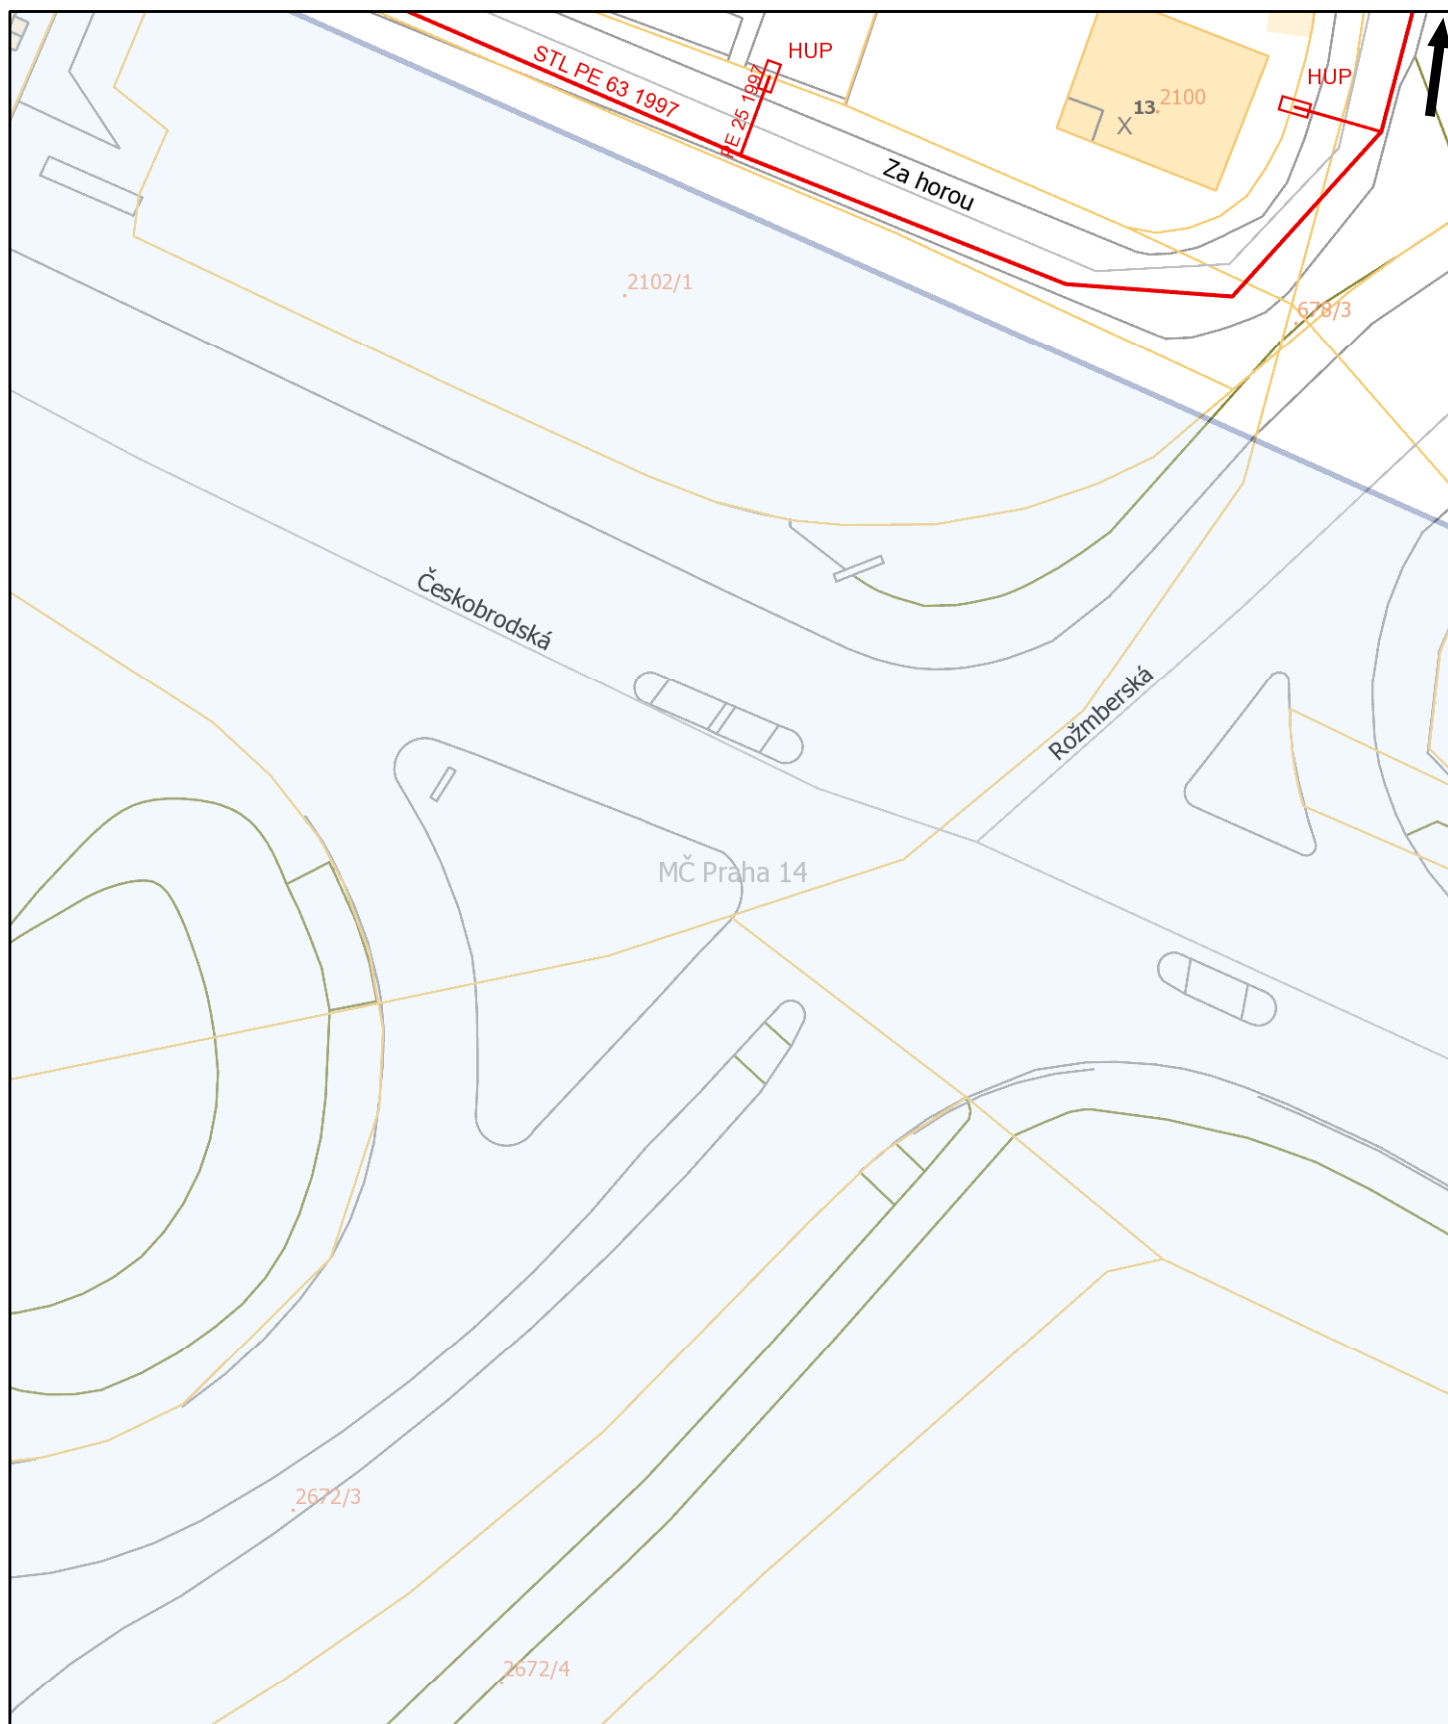 HUP
STL PE 63 1997
PE 25 1997
HUP
13
2100
X
Za horou
2102/1
678/3
Českobrodská
Rožmberská
MČ Praha 14
2672/3
2672/4